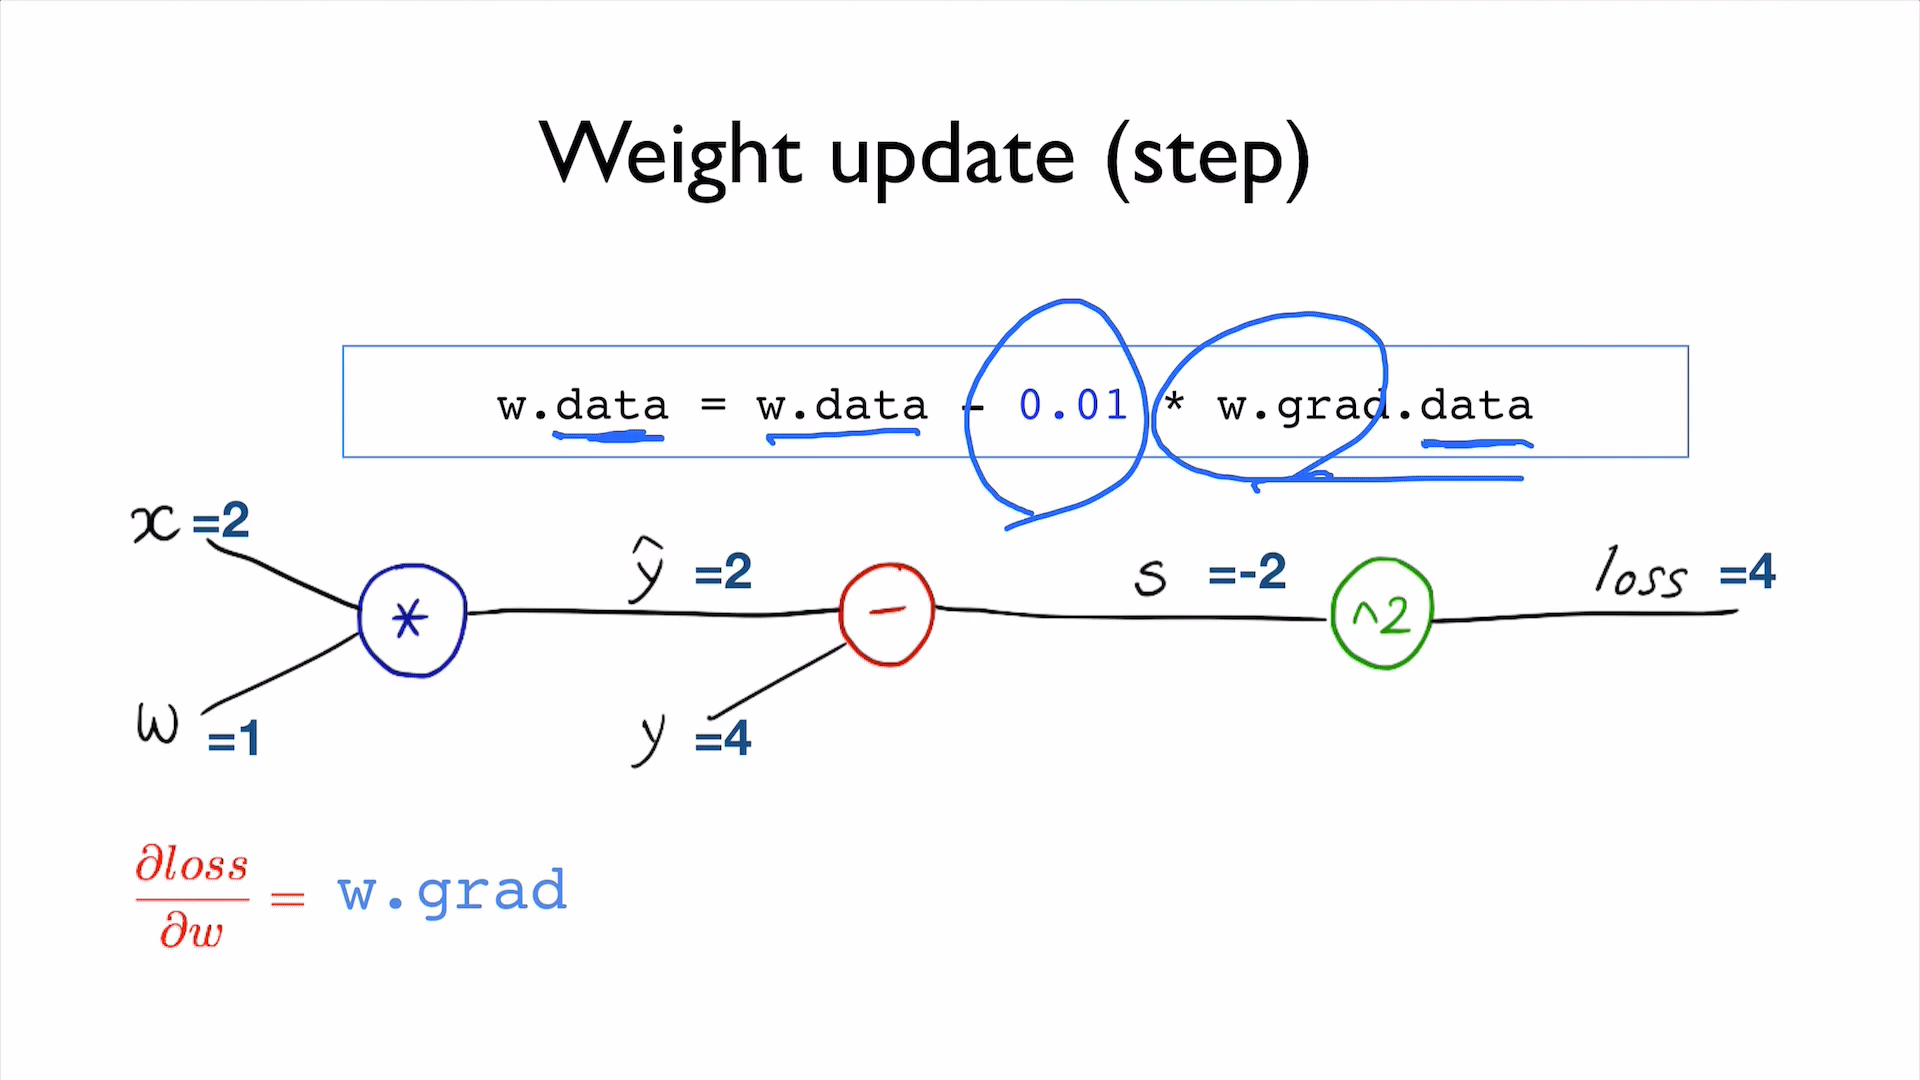 Weight update (step)
w.data = w.data - 0.01 * w.grad.data
x =2
ŷ =2
s =-2
loss =4
*
−
^2
w =1
y =4
∂loss
∂w
= w.grad